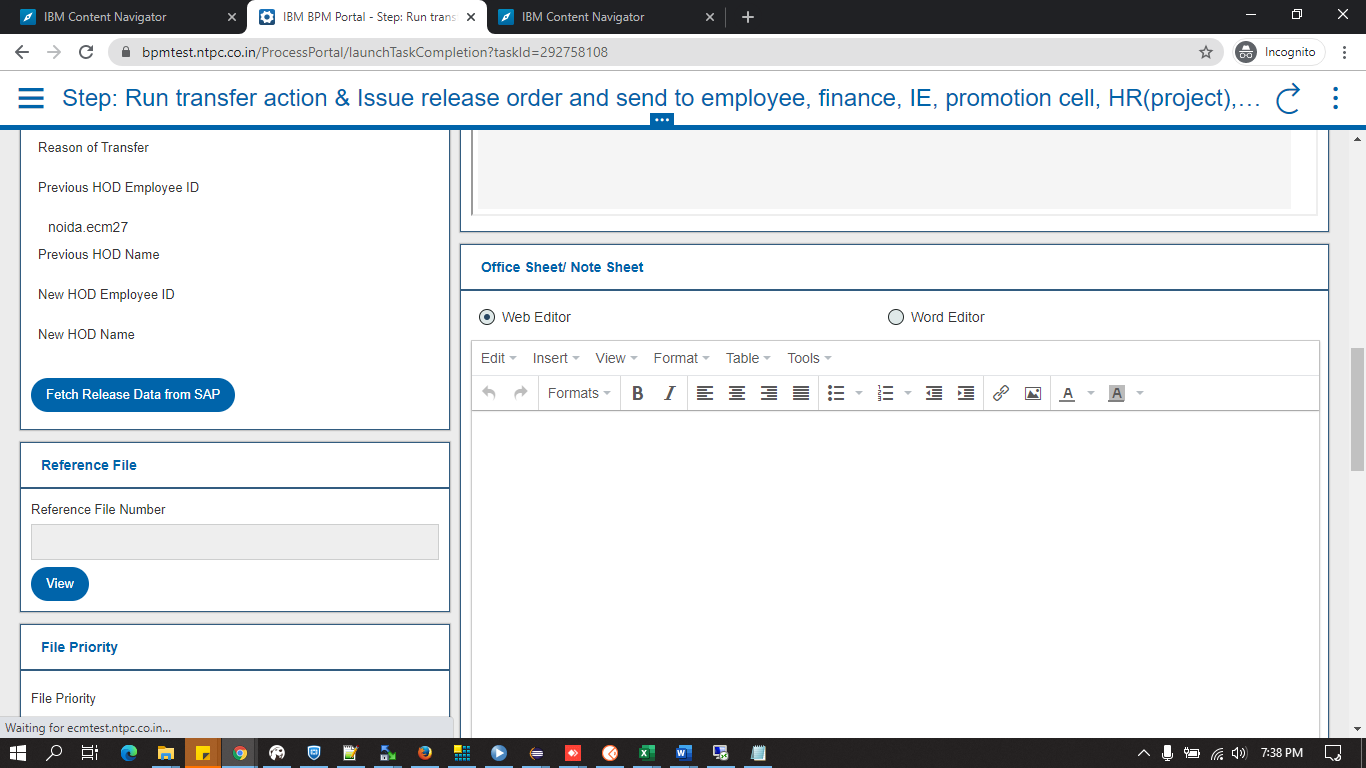 IBM Content Navigator
IBM BPM Portal - Step: Run trans
IBM Content Navigator
bpmtest.ntpc.co.in/ProcessPortal/launchTaskCompletion?taskId=292758108
Incognito
Step: Run transfer action & Issue release order and send to employee, finance, IE, promotion cell, HR(project),...
Reason of Transfer
Previous HOD Employee ID
noida.ecm27
Previous HOD Name
New HOD Employee ID
New HOD Name
Fetch Release Data from SAP
Reference File
Reference File Number
View
File Priority
File Priority
Office Sheet/ Note Sheet
Web Editor
Word Editor
Edit Insert View Format Table Tools
Formats B I A A
Waiting for ecmtest.ntpc.co.in...
7:38 PM